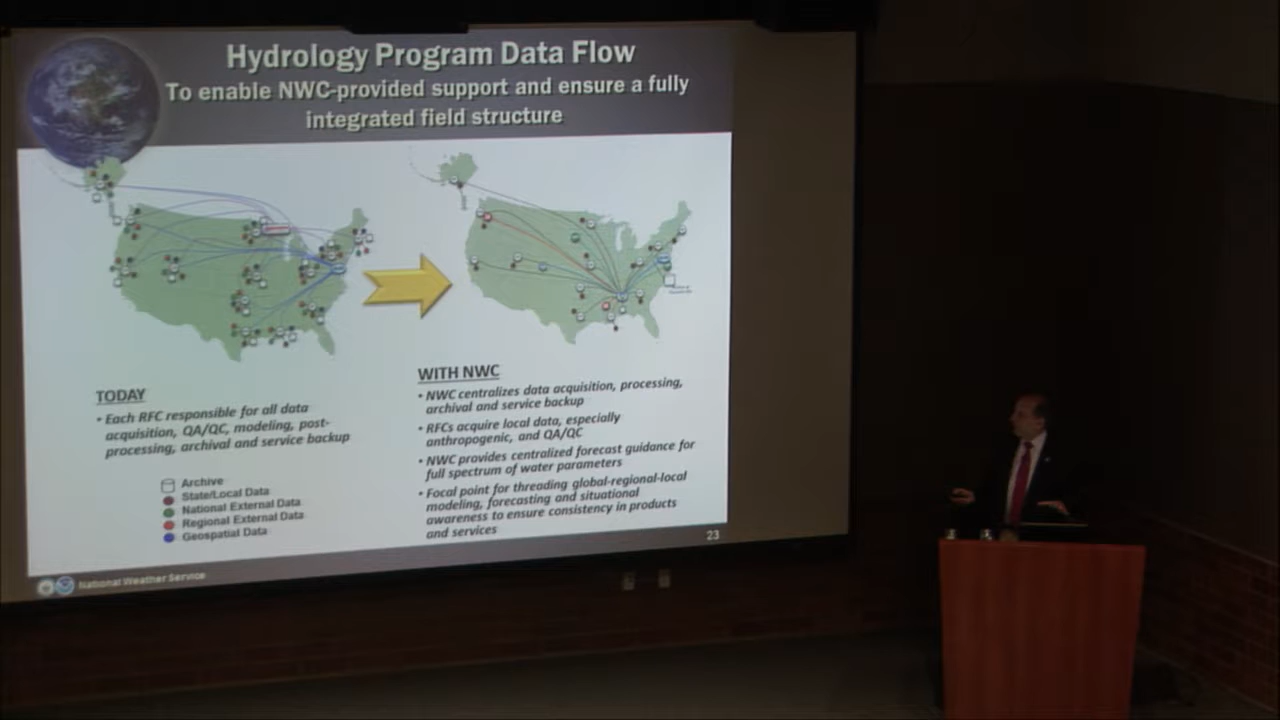 Hydrology Program Data Flow
To enable NWC-provided support and ensure a fully
integrated field structure
TODAY
• Each RFC responsible for all data
acquisition, QA/QC, modeling, post-
processing, archival and service backup
Archive
State/Local Data
National External Data
Regional External Data
Geospatial Data
WITH NWC
• NWC centralizes data acquisition, processing,
archival and service backup
• RFCs acquire local data, especially
anthropogenic, and QA/QC
• NWC provides centralized forecast guidance for
full spectrum of water parameters
• Focal point for threading global-regional-local
modeling, forecasting and situational
awareness to ensure consistency in products
and services
23
National Weather Service